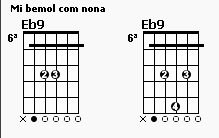 Mi bemol com nona
Eb9 Eb9
6ª 6ª
2 3 2 3
4
X ● O O O O X ● O O O O